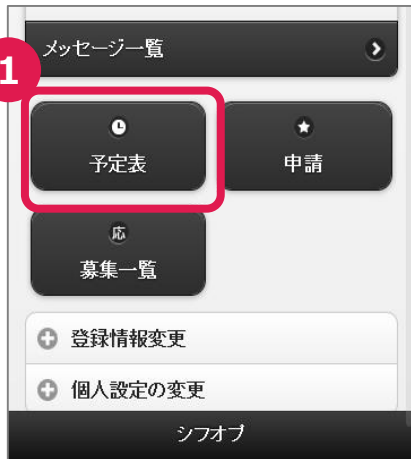 メッセージ一覧
1
予定表
申請
応
募集一覧
登録情報変更
個人設定の変更
シフオプ